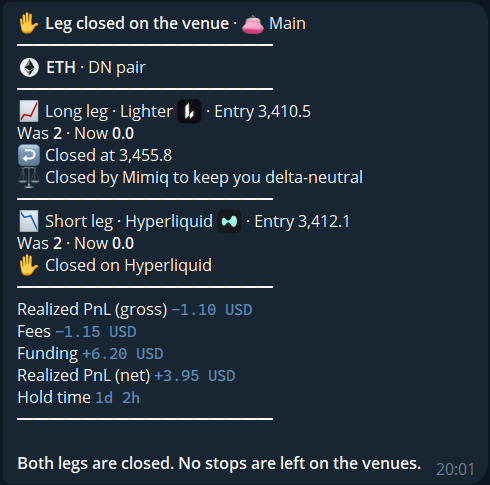 Leg closed on the venue · Main
ETH · DN pair
Long leg · Lighter · Entry 3,410.5
Was 2 · Now 0.0
Closed at 3,455.8
Closed by Mimiq to keep you delta-neutral
Short leg · Hyperliquid · Entry 3,412.1
Was 2 · Now 0.0
Closed on Hyperliquid
Realized PnL (gross) −1.10 USD
Fees −1.15 USD
Funding +6.20 USD
Realized PnL (net) +3.95 USD
Hold time 1d 2h
Both legs are closed. No stops are left on the venues.
20:01